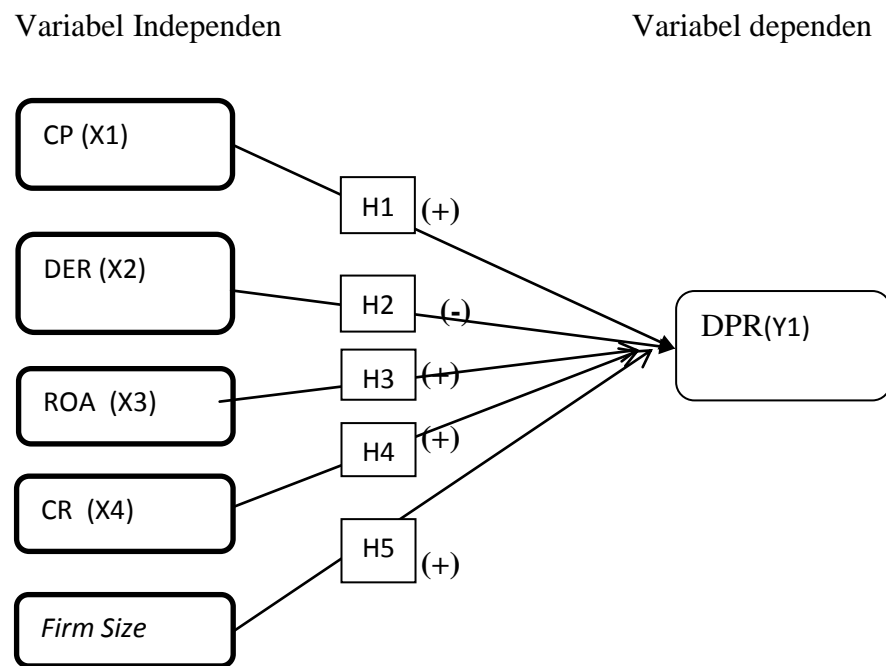 Variabel Independen
Variabel dependen
CP (X1)
H1 (+)
DER (X2)
H2 (-)
DPR(Y1)
ROA (X3)
H3 (+)
CR (X4)
H4 (+)
H5 (+)
Firm Size